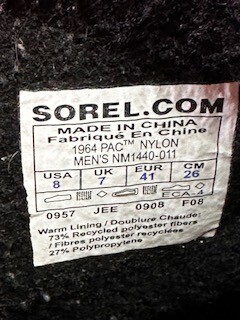 SOREL.COM
MADE IN CHINA
Fabriqué En Chine
1964 PAC™ NYLON
MEN'S NM1440-011
USA UK EUR CM
8 7 41 26
ECA-4
0957 JEE 0908 F08
Warm Lining / Doublure Chaude:
73% Recycled polyester fibers
/ Fibres polyester recyclées
27% Polypropylene